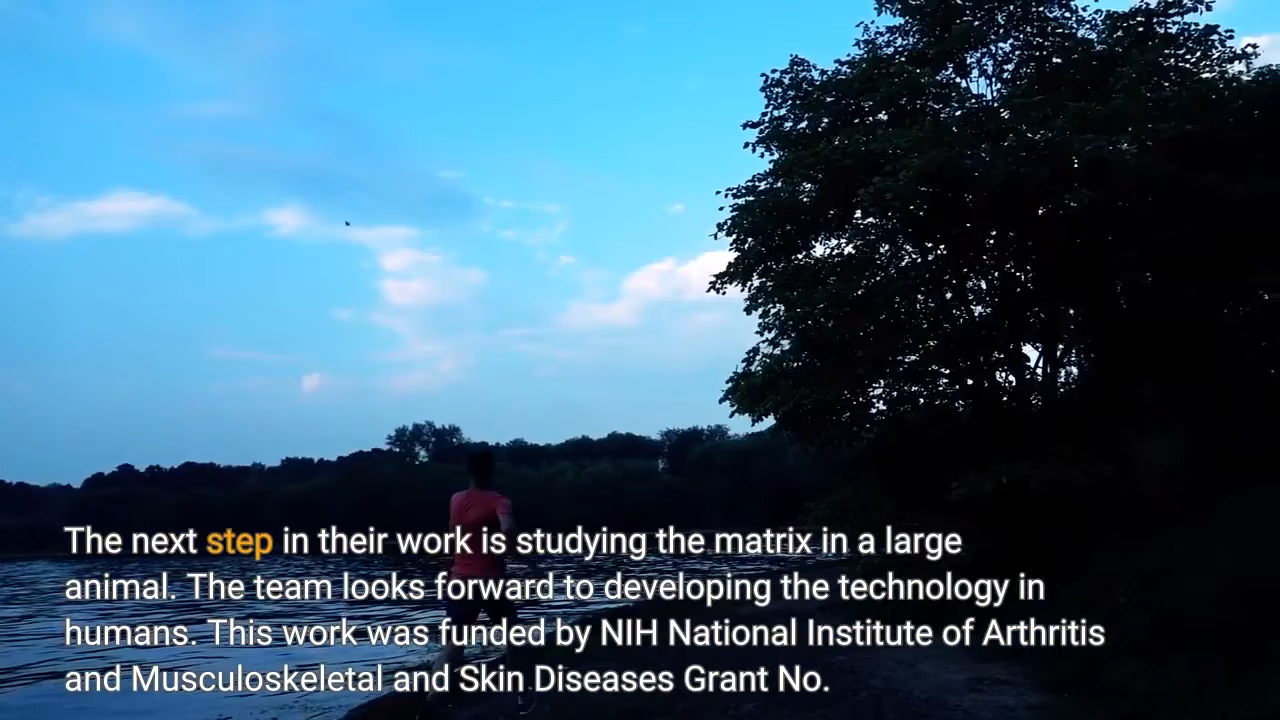 The next step in their work is studying the matrix in a large
animal. The team looks forward to developing the technology in
humans. This work was funded by NIH National Institute of Arthritis
and Musculoskeletal and Skin Diseases Grant No.